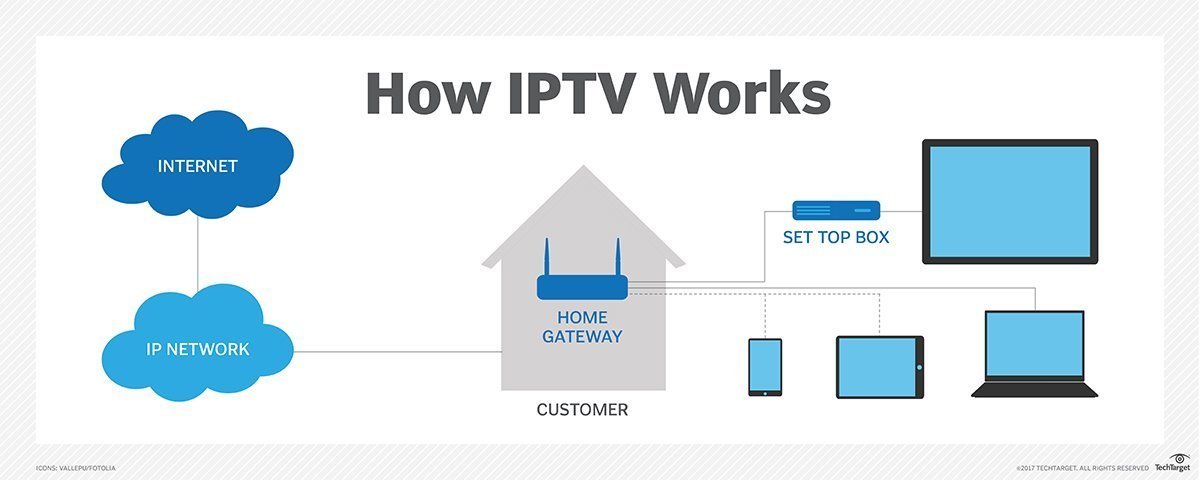 How IPTV Works
INTERNET
IP NETWORK
HOME
GATEWAY
CUSTOMER
SET TOP BOX
ICONS: VALLEPU/FOTOLIA
©2017 TECHTARGET. ALL RIGHTS RESERVED
TechTarget